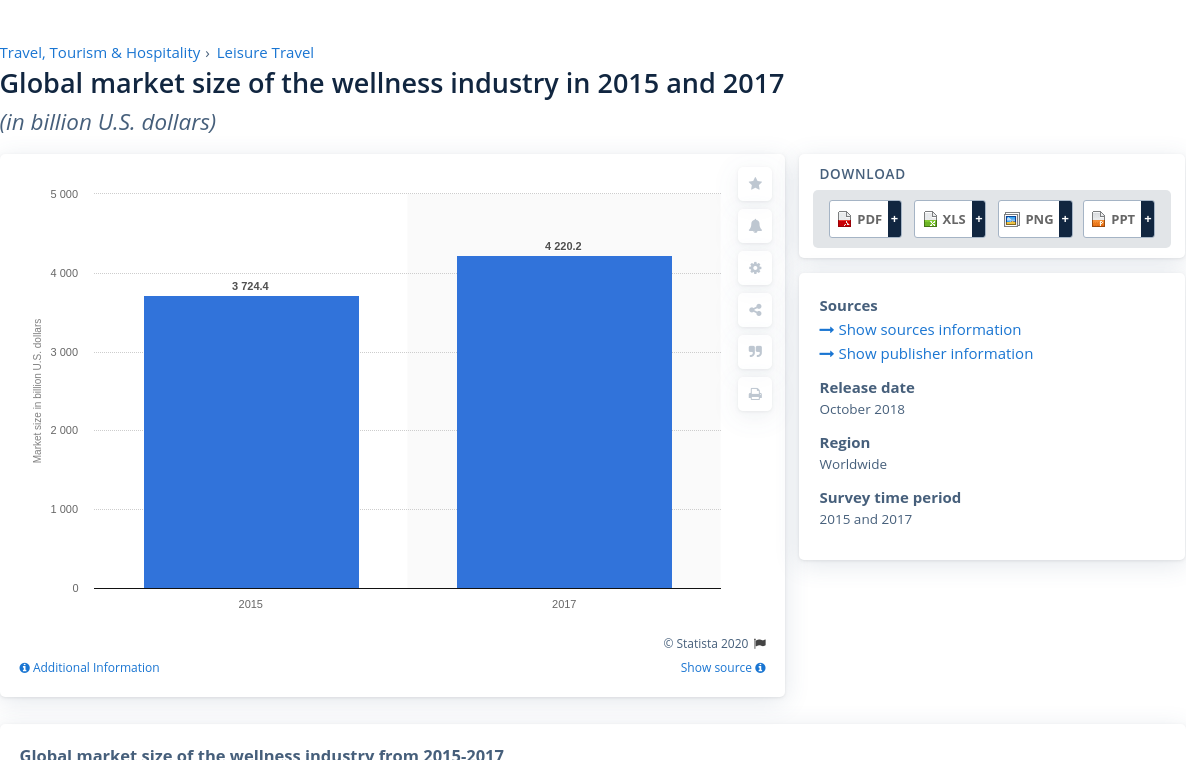 Travel, Tourism & Hospitality › Leisure Travel
Global market size of the wellness industry in 2015 and 2017
(in billion U.S. dollars)
5 000
4 000
3 000
2 000
1 000
0
Market size in billion U.S. dollars
3 724.4
4 220.2
2015
2017
© Statista 2020
Additional Information
Show source
DOWNLOAD
PDF + XLS + PNG + PPT +
Sources
Show sources information
Show publisher information
Release date
October 2018
Region
Worldwide
Survey time period
2015 and 2017
Global market size of the wellness industry from 2015-2017